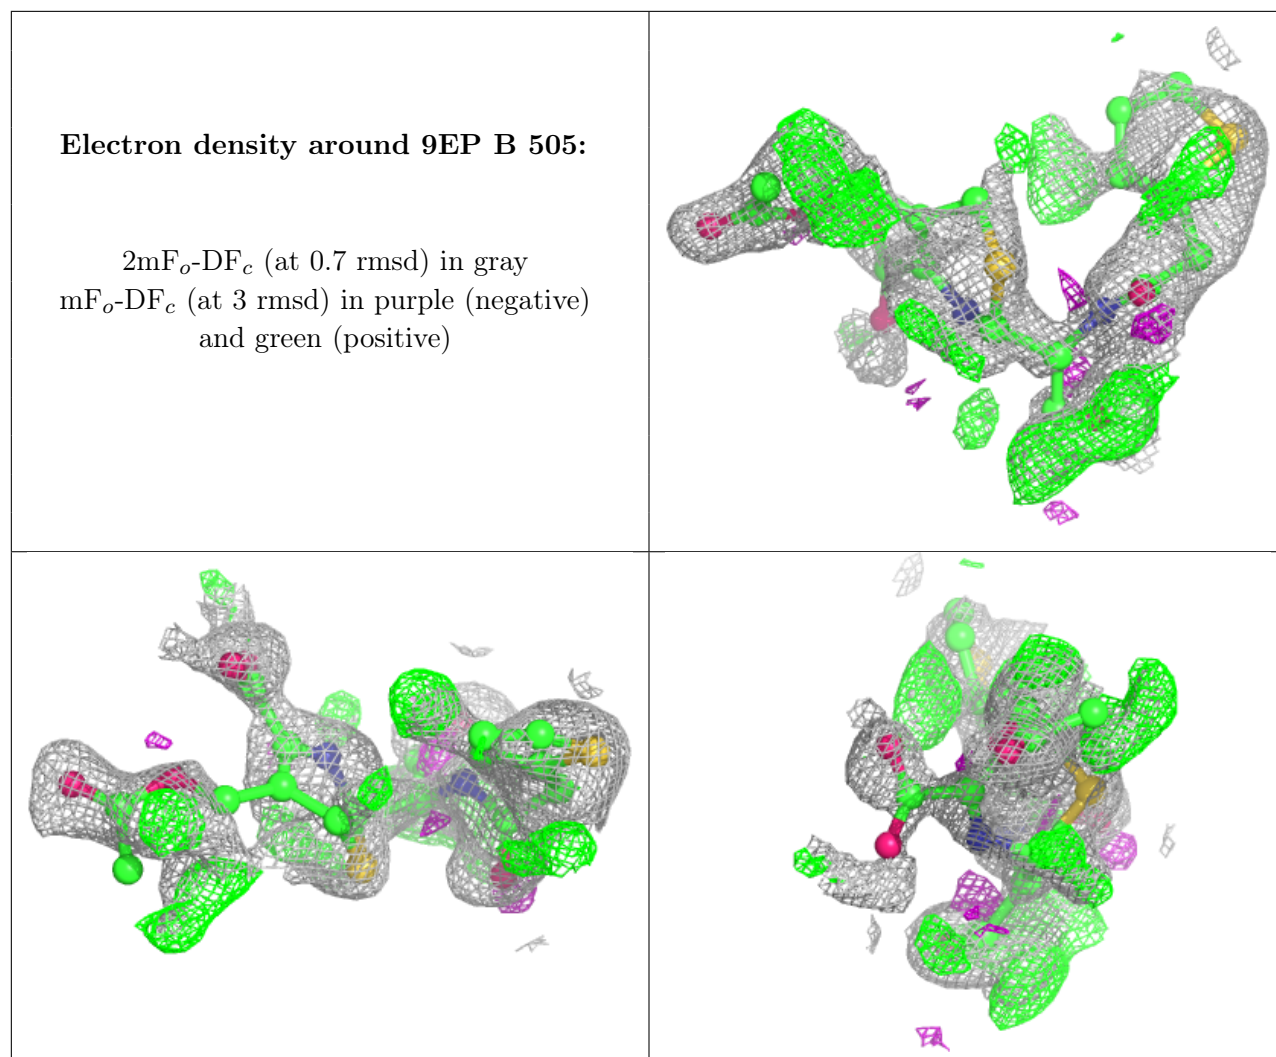 Electron density around 9EP B 505:
2mFₒ-DF𝒸 (at 0.7 rmsd) in gray
mFₒ-DF𝒸 (at 3 rmsd) in purple (negative)
and green (positive)